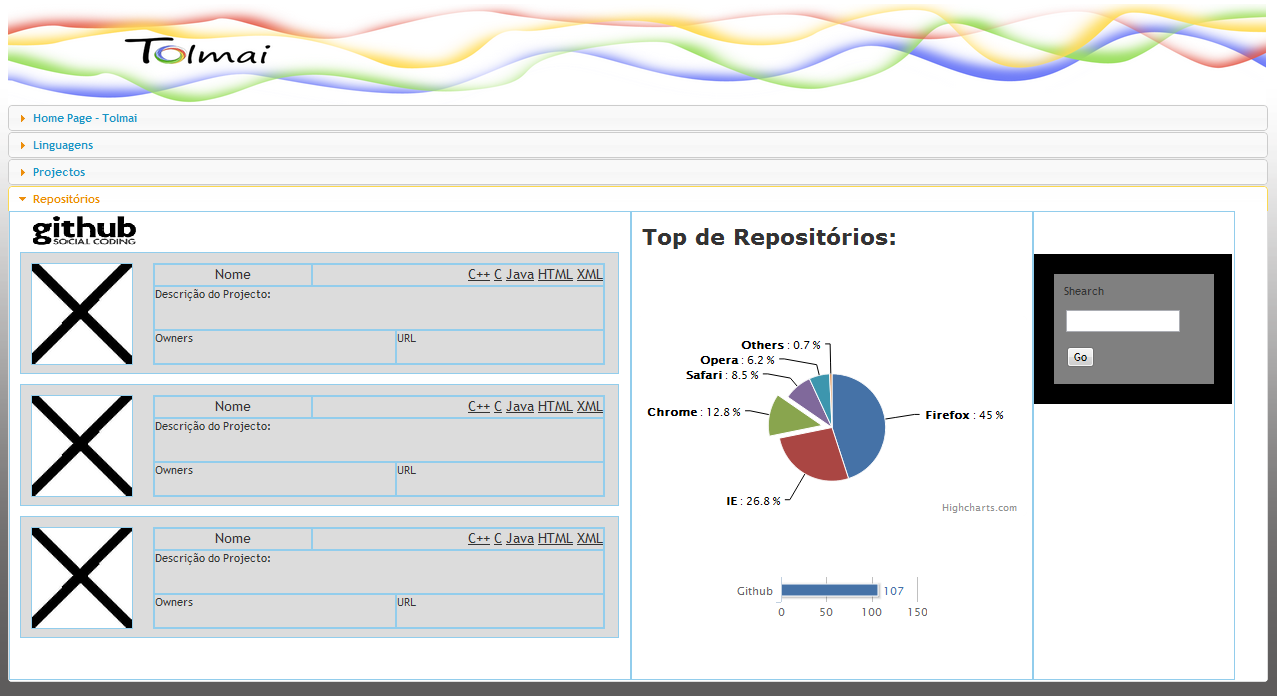 Tolmai
Home Page - Tolmai
Linguagens
Projectos
Repositórios
github
SOCIAL CODING
Nome C++ C Java HTML XML
Descrição do Projecto:
Owners URL
Nome C++ C Java HTML XML
Descrição do Projecto:
Owners URL
Nome C++ C Java HTML XML
Descrição do Projecto:
Owners URL
Top de Repositórios:
Others : 0.7 %
Opera : 6.2 %
Safari : 8.5 %
Chrome : 12.8 %
Firefox : 45 %
IE : 26.8 %
Highcharts.com
Github 107
0 50 100 150
Shearch
Go